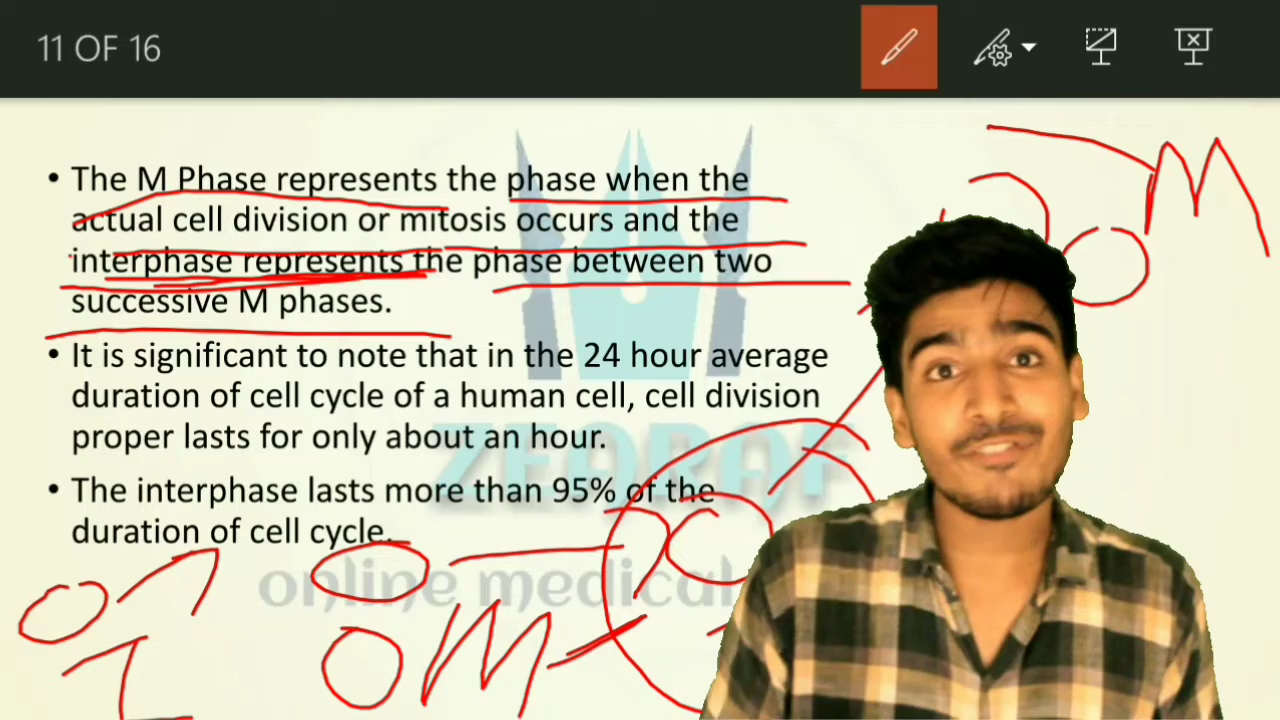 11 OF 16
• The M Phase represents the phase when the
actual cell division or mitosis occurs and the
interphase represents the phase between two
successive M phases.
• It is significant to note that in the 24 hour average
duration of cell cycle of a human cell, cell division
proper lasts for only about an hour.
• The interphase lasts more than 95% of the
duration of cell cycle.
ZEORAF
online medical
M
I
M